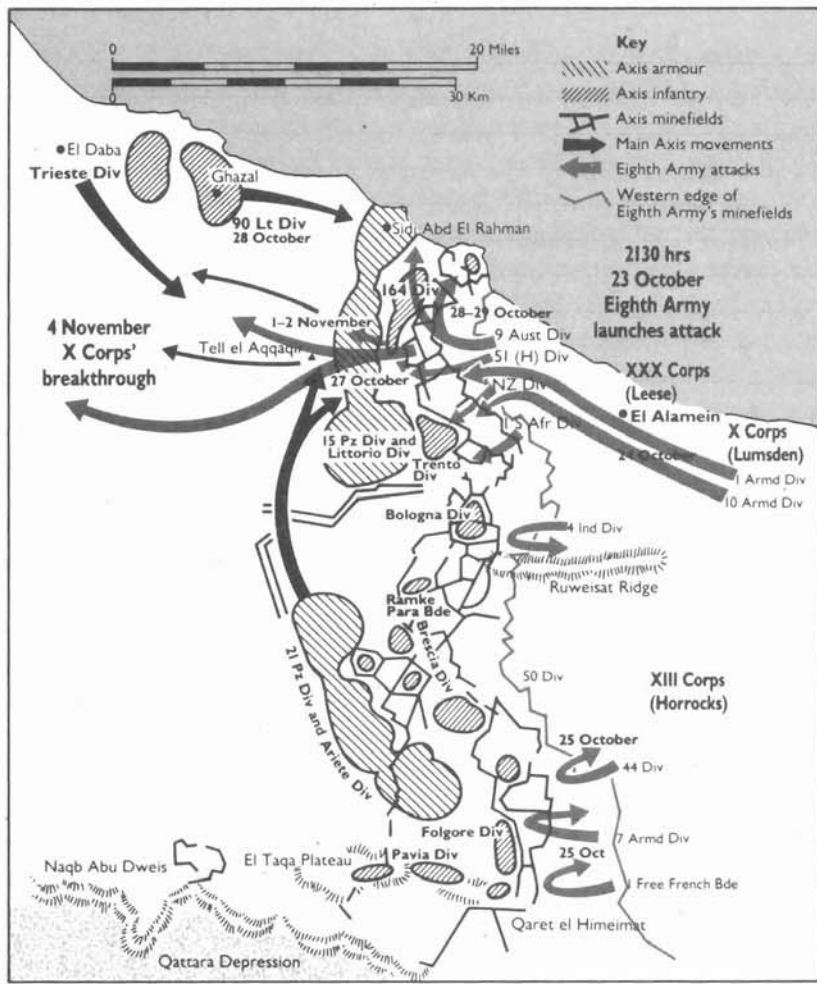 0
20 Miles
0
30 Km
Key
Axis armour
Axis infantry
Axis minefields
Main Axis movements
Eighth Army attacks
Western edge of
Eighth Army's minefields
El Daba
Trieste Div
Ghazal
90 Lt Div
28 October
Sidi Abd El Rahman
2130 hrs
23 October
Eighth Army
launches attack
164 Div
28–29 October
1–2 November
9 Aust Div
4 November
X Corps'
breakthrough
Tell el Aqqaqir
51 (H) Div
XXX Corps
(Leese)
27 October
NZ Div
El Alamein
1 S Afr Div
X Corps
(Lumsden)
24 October
15 Pz Div and
Littorio Div
Trento
Div
1 Armd Div
10 Armd Div
Bologna Div
4 Ind Div
Ruweisat Ridge
Ramke
Para Bde
Brescia Div
21 Pz Div and Ariete Div
50 Div
XIII Corps
(Horrocks)
25 October
44 Div
Folgore Div
7 Armd Div
Naqb Abu Dweis
El Taqa Plateau
Pavia Div
25 Oct
1 Free French Bde
Qaret el Himeimat
Qattara Depression